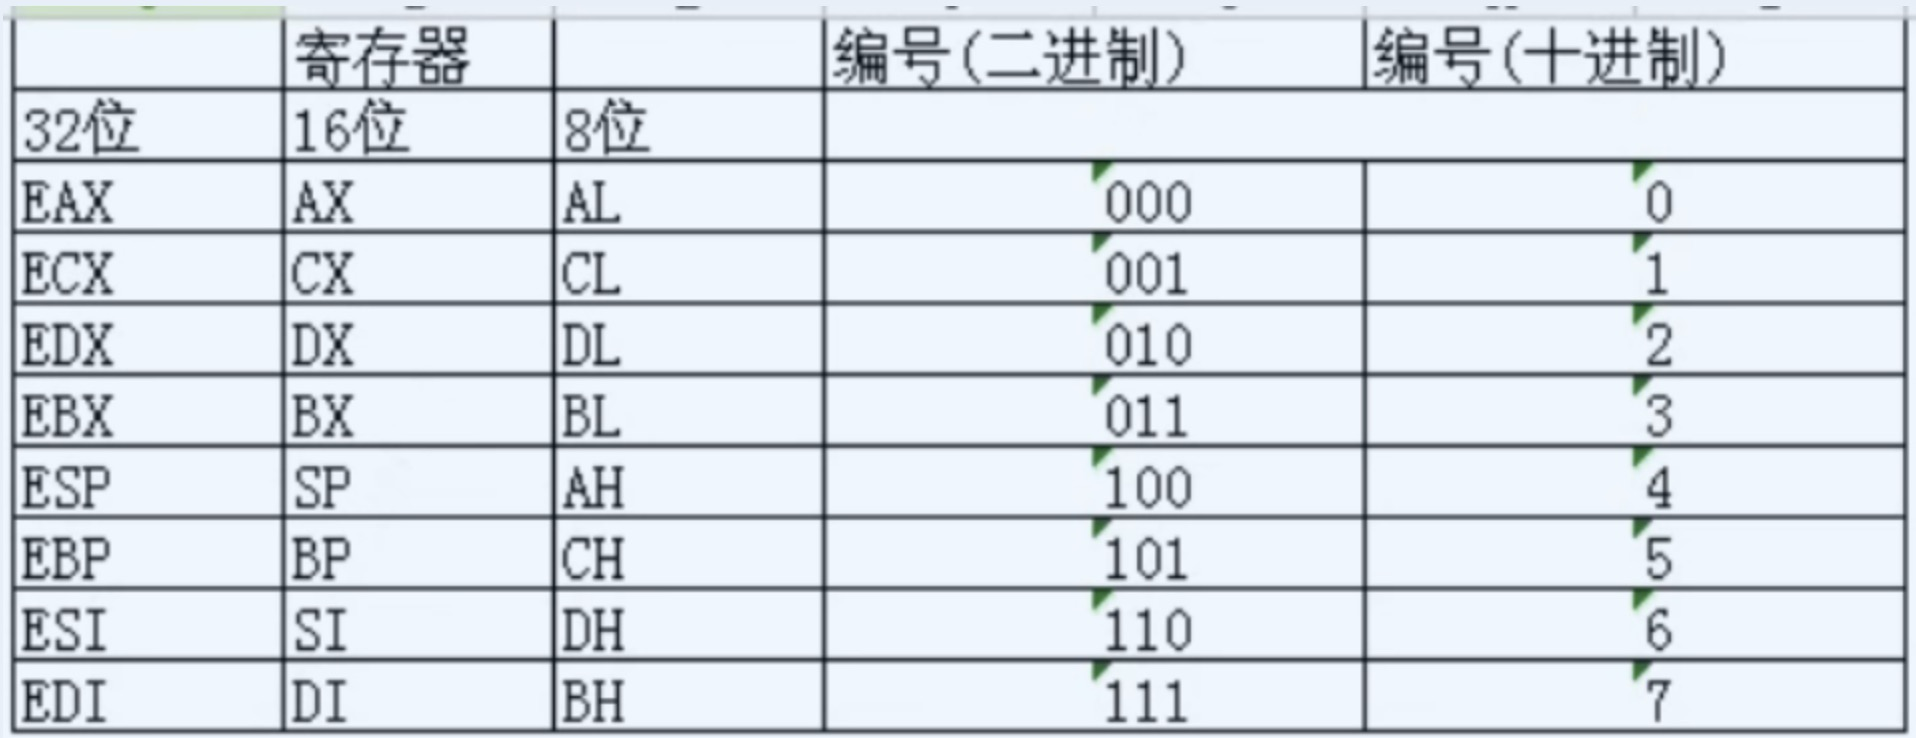 寄存器 编号(二进制) 编号(十进制)
32位 16位 8位
EAX AX AL 000 0
ECX CX CL 001 1
EDX DX DL 010 2
EBX BX BL 011 3
ESP SP AH 100 4
EBP BP CH 101 5
ESI SI DH 110 6
EDI DI BH 111 7